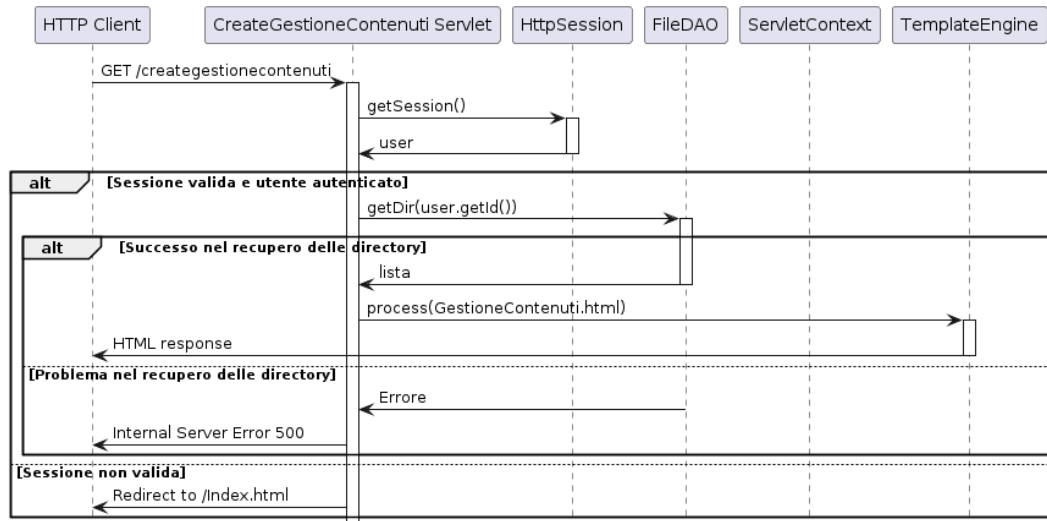 HTTP Client
CreateGestioneContenuti Servlet
HttpSession
FileDAO
ServletContext
TemplateEngine
GET /creategestionecontenuti
getSession()
user
alt [Sessione valida e utente autenticato]
getDir(user.getId())
alt [Successo nel recupero delle directory]
lista
process(GestioneContenuti.html)
HTML response
[Problema nel recupero delle directory]
Errore
Internal Server Error 500
[Sessione non valida]
Redirect to /Index.html